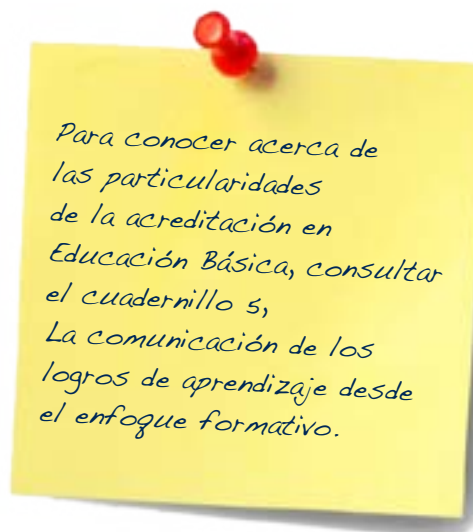 Para conocer acerca de
las particularidades
de la acreditación en
Educación Básica, consultar
el cuadernillo 5,
La comunicación de los
logros de aprendizaje desde
el enfoque formativo.